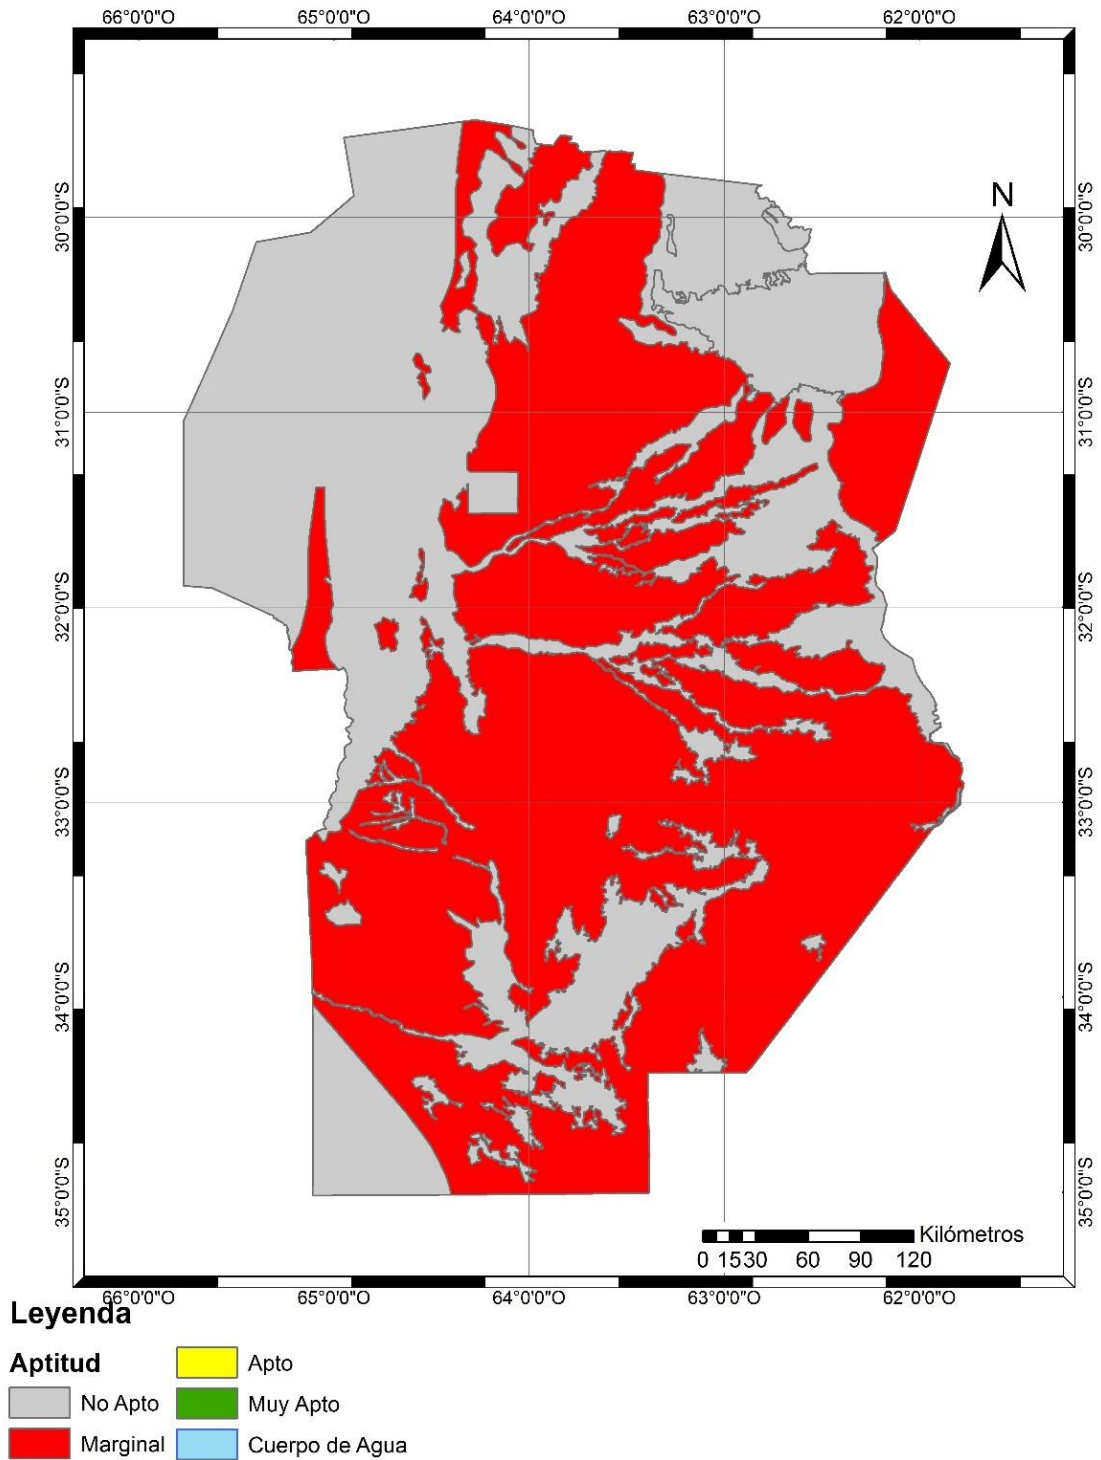 66°0'0"O 65°0'0"O 64°0'0"O 63°0'0"O 62°0'0"O
N
30°0'0"S 30°0'0"S
31°0'0"S 31°0'0"S
32°0'0"S 32°0'0"S
33°0'0"S 33°0'0"S
34°0'0"S 34°0'0"S
35°0'0"S 35°0'0"S
Kilómetros
0 15 30 60 90 120
66°0'0"O 65°0'0"O 64°0'0"O 63°0'0"O 62°0'0"O
Leyenda
Aptitud
No Apto
Marginal
Apto
Muy Apto
Cuerpo de Agua